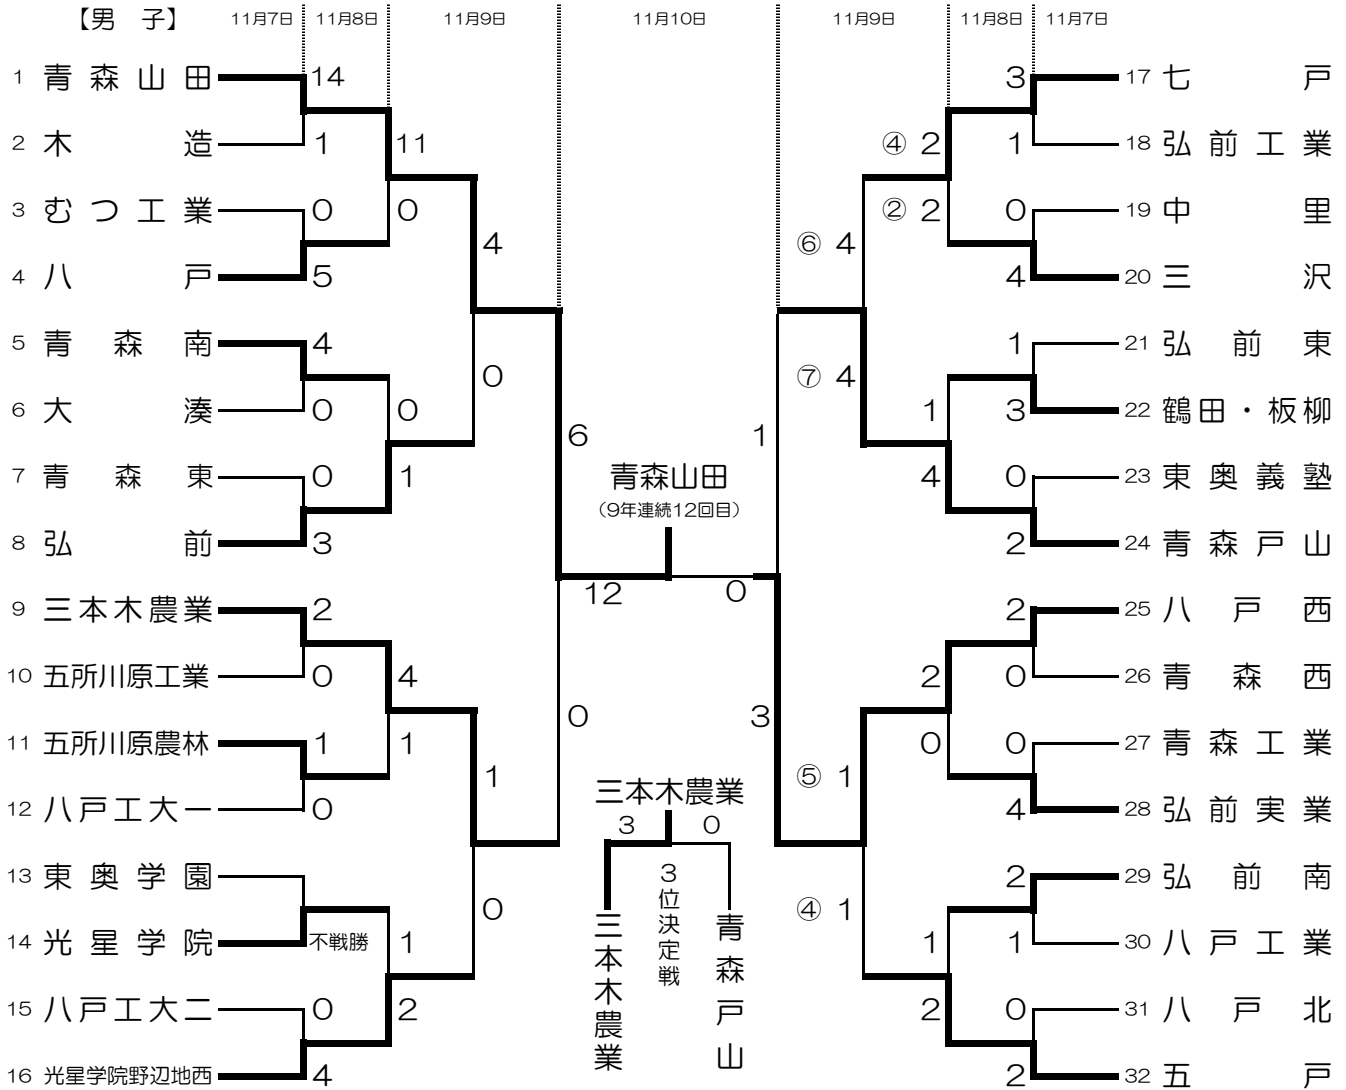 【男　子】 11月7日 11月8日 11月9日 11月10日 11月9日 11月8日 11月7日
1 青森山田 14 3 17 七戸
2 木造 1 11 ④ 2 1 18 弘前工業
3 むつ工業 0 0 ② 2 0 19 中里
4 ⑥ 4
4 八戸 5 4 20 三沢
5 青森南 4 1 21 弘前東
0 ⑦ 4
6 大湊 0 0 1 3 22 鶴田・板柳
6 1
7 青森東 0 1 青森山田 4 0 23 東奥義塾
（9年連続12回目）
8 弘前 3 2 24 青森戸山
12 0
9 三本木農業 2 2 25 八戸西
10 五所川原工業 0 4 2 0 26 青森西
0 3
11 五所川原農林 1 1 0 0 27 青森工業
1 ⑤ 1
三本木農業
12 八戸工大一 0 4 28 弘前実業
3 0
13 東奥学園 2 29 弘前南
0 ④ 1
14 光星学院 不戦勝 1 1 1 30 八戸工業
3位決定戦
三本木農業
青森戸山
15 八戸工大二 0 2 2 0 31 八戸北
16 光星学院野辺地西 4 2 32 五戸